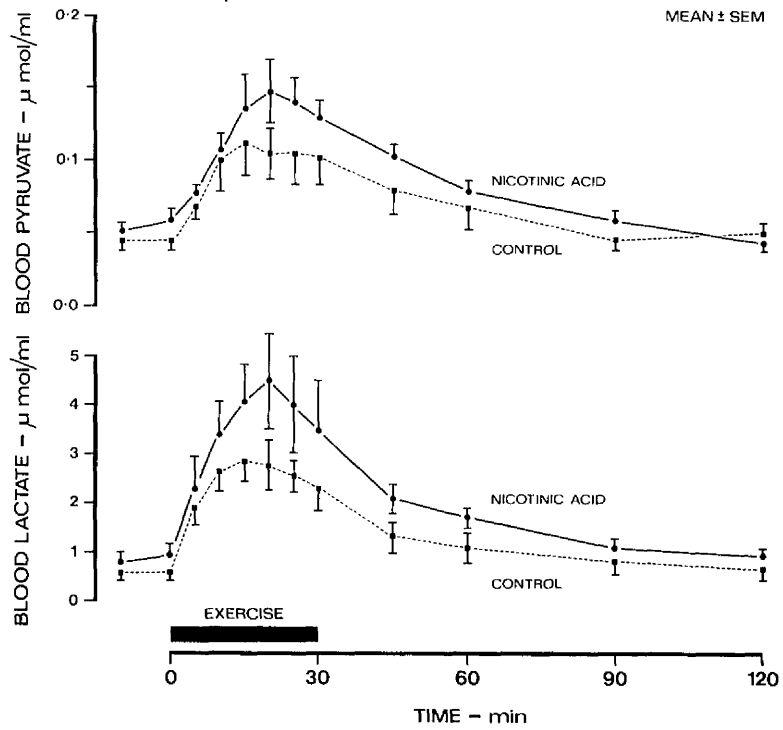 MEAN ± SEM
BLOOD PYRUVATE – μ mol/ml
0·2
0·1
0·0
NICOTINIC ACID
CONTROL
BLOOD LACTATE – μ mol/ml
5
4
3
2
1
0
NICOTINIC ACID
CONTROL
EXERCISE
0 30 60 90 120
TIME – min